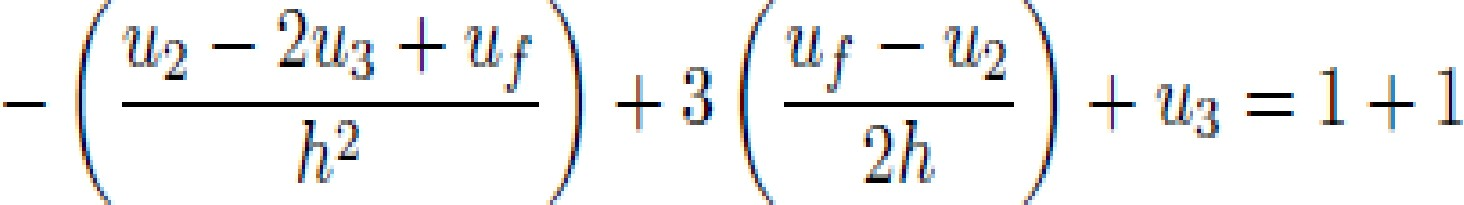 $-\left(\frac{u_2 - 2u_3 + u_f}{h^2}\right) + 3\left(\frac{u_f - u_2}{2h}\right) + u_3 = 1 + 1$